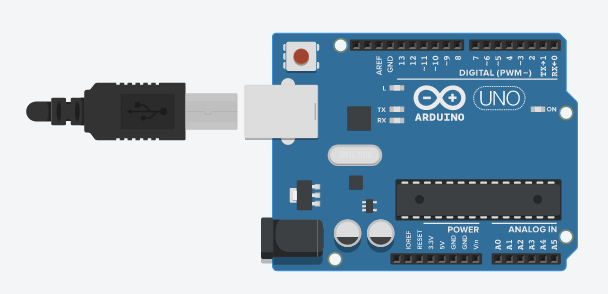 AREF
GND
13
12
~11
~10
~9
8
7
~6
~5
4
~3
2
TX→1
RX←0
DIGITAL (PWM~)
L
TX
RX
ARDUINO
UNO
ON
POWER
ANALOG IN
IOREF
RESET
3.3V
5V
GND
GND
Vin
A0
A1
A2
A3
A4
A5